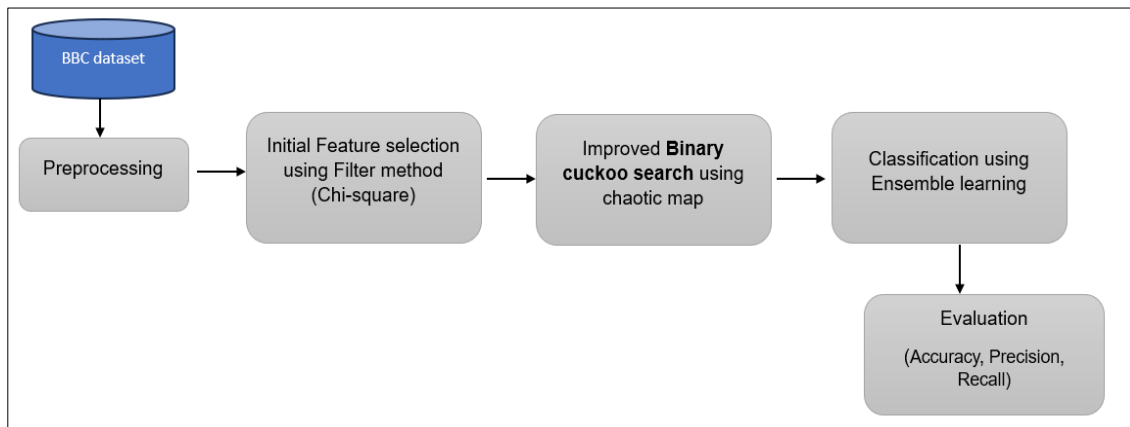 BBC dataset
Preprocessing
Initial Feature selection
using Filter method
(Chi-square)
Improved Binary
cuckoo search using
chaotic map
Classification using
Ensemble learning
Evaluation
(Accuracy, Precision,
Recall)